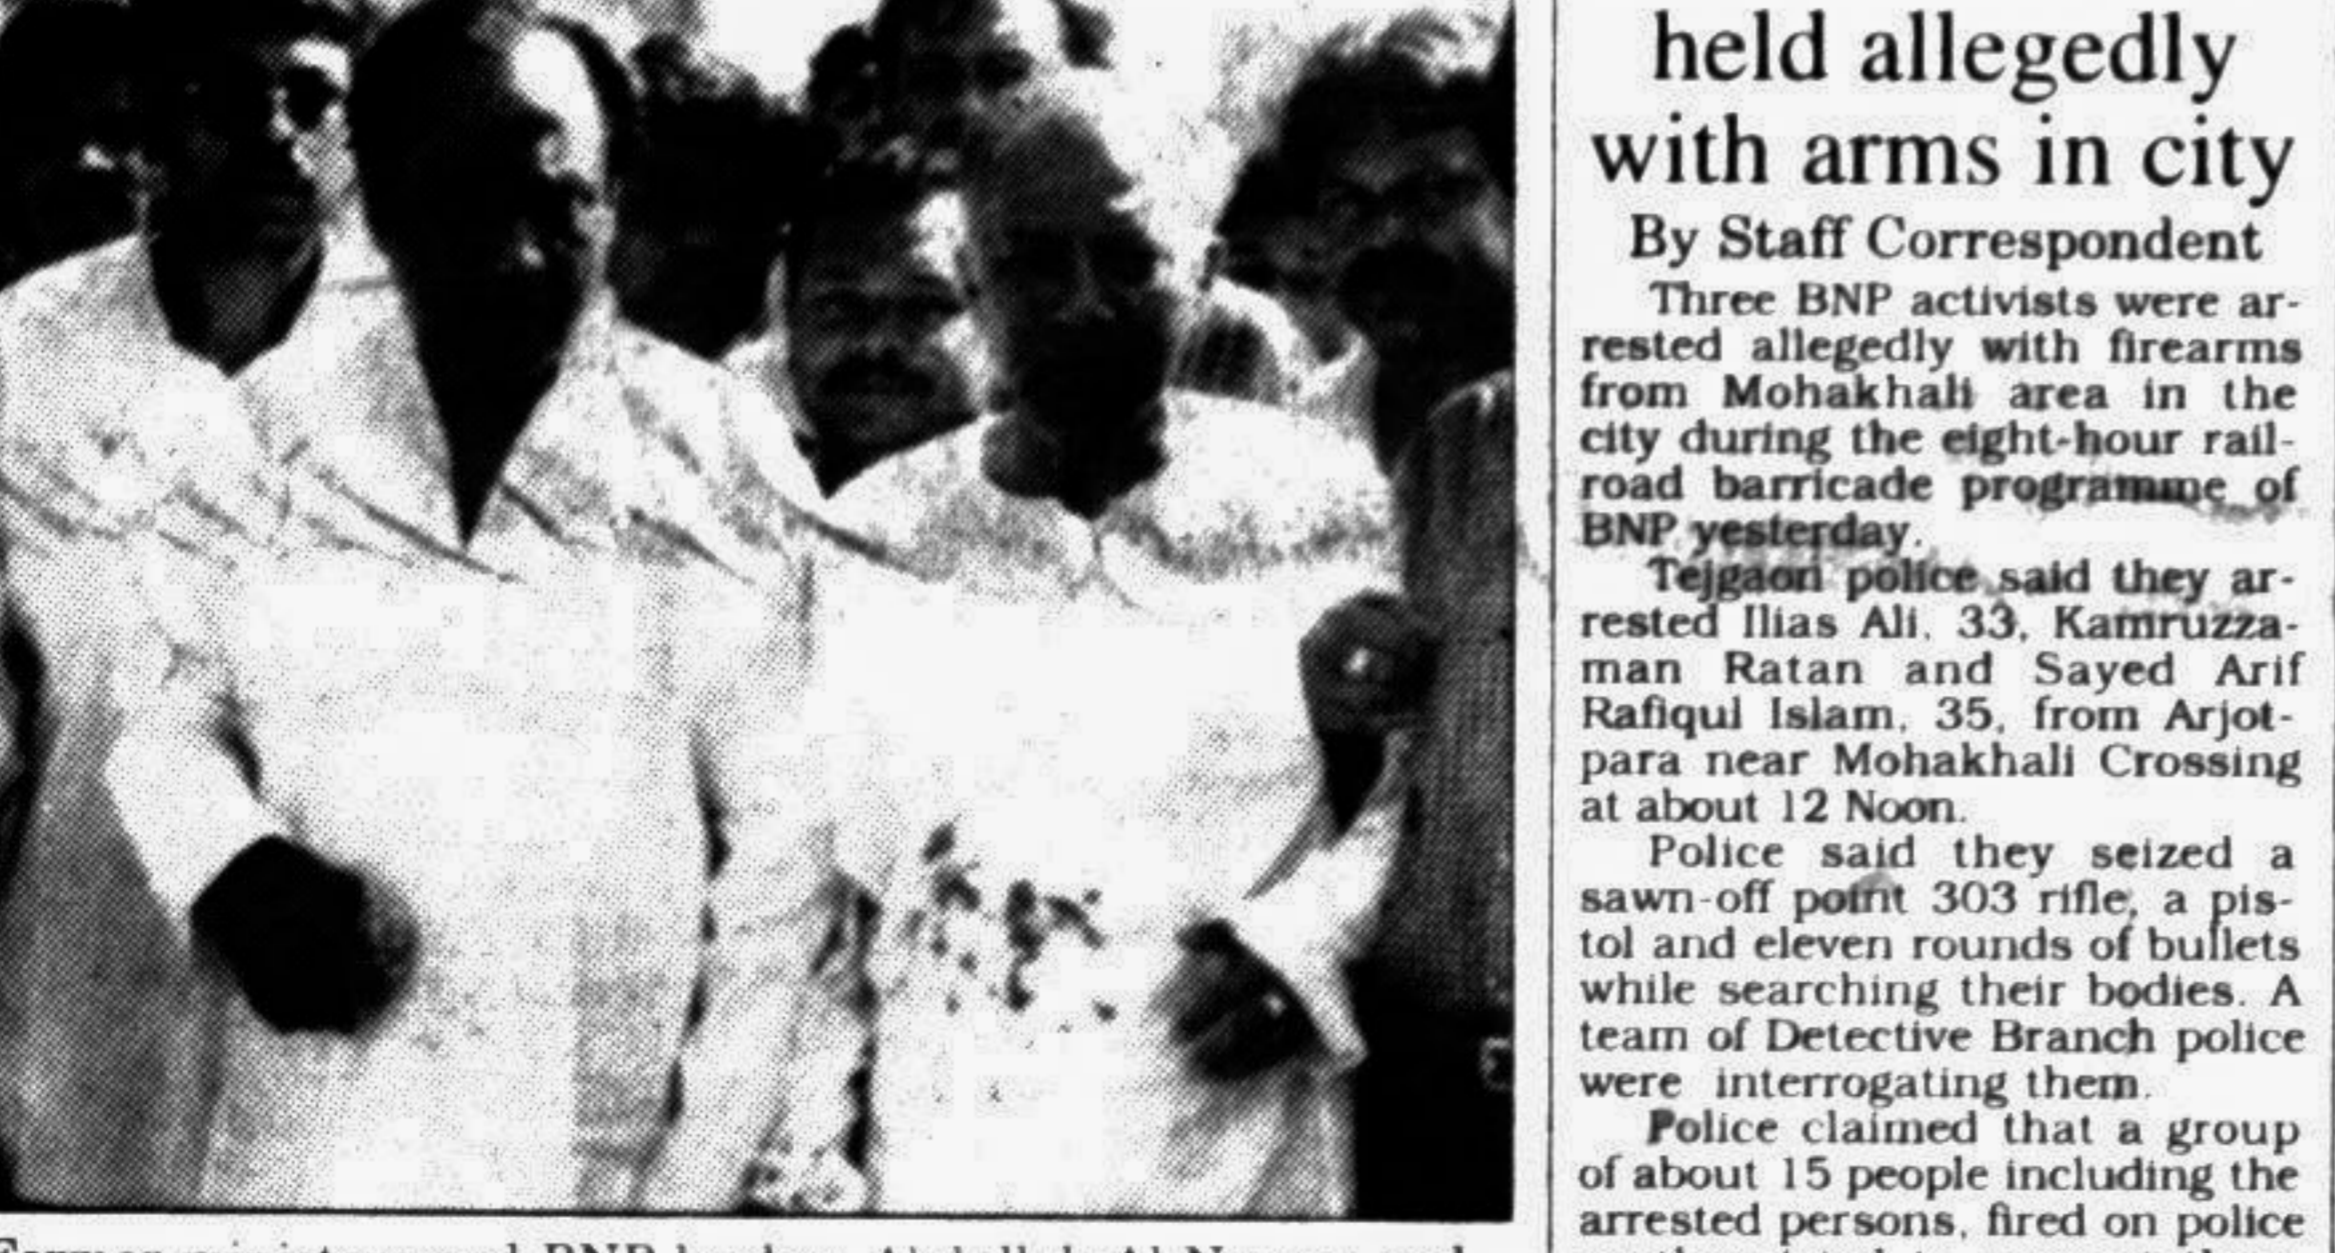 held allegedly
with arms in city
By Staff Correspondent
Three BNP activists were ar-
rested allegedly with firearms
from Mohakhali area in the
city during the eight-hour rail-
road barricade programme of
BNP yesterday.
Tejgaon police said they ar-
rested Ilias Ali, 33, Kamruzza-
man Ratan and Sayed Arif
Rafiqul Islam, 35, from Arjot-
para near Mohakhali Crossing
at about 12 Noon.
Police said they seized a
sawn-off point 303 rifle, a pis-
tol and eleven rounds of bullets
while searching their bodies. A
team of Detective Branch police
were interrogating them.
Police claimed that a group
of about 15 people including the
arrested persons, fired on police